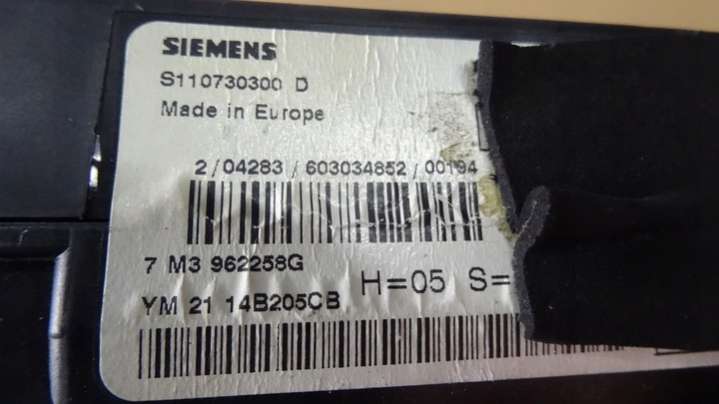 SIEMENS
S110730300 D
Made in Europe
2/04283/603034852/00194
7 M3 962258G
H=05 S=
YM 21 14B205CB